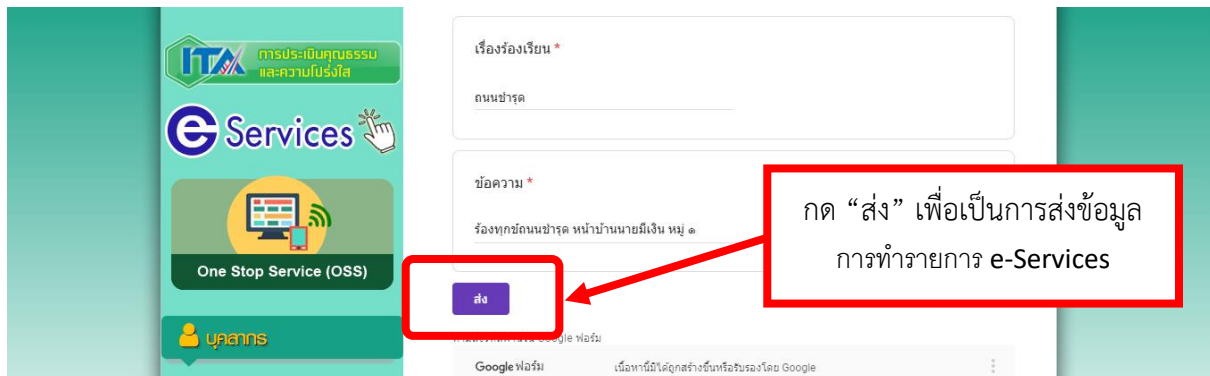 ITA การประเมินคุณธรรม
และความโปร่งใส
e Services
One Stop Service (OSS)
บุคลากร
เรื่องร้องเรียน *
ถนนชำรุด
ข้อความ *
ร้องทุกข์ถนนชำรุด หน้าบ้านนายมีเงิน หมู่ ๑
ส่ง
กด “ส่ง” เพื่อเป็นการส่งข้อมูล
การทำรายการ e-Services
Google ฟอร์ม
Google ฟอร์ม
เนื้อหานี้มิได้ถูกสร้างขึ้นหรือรับรองโดย Google